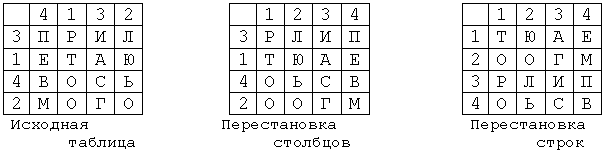 4 1 3 2
3 П Р И Л
1 Е Т А Ю
4 В О С Ь
2 М О Г О
Исходная
таблица
1 2 3 4
3 Р Л И П
1 Т Ю А Е
4 О Ь С В
2 О О Г М
Перестановка
столбцов
1 2 3 4
1 Т Ю А Е
2 О О Г М
3 Р Л И П
4 О Ь С В
Перестановка
строк